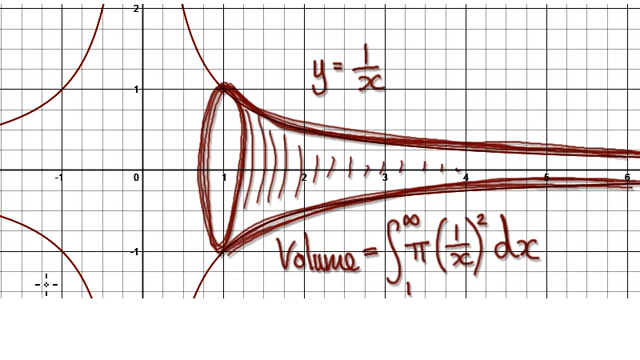 2
y = 1/x
1
-1 0 1 2 3 4 5 6
-1
Volume = ∫₁^∞ π(1/x)² dx